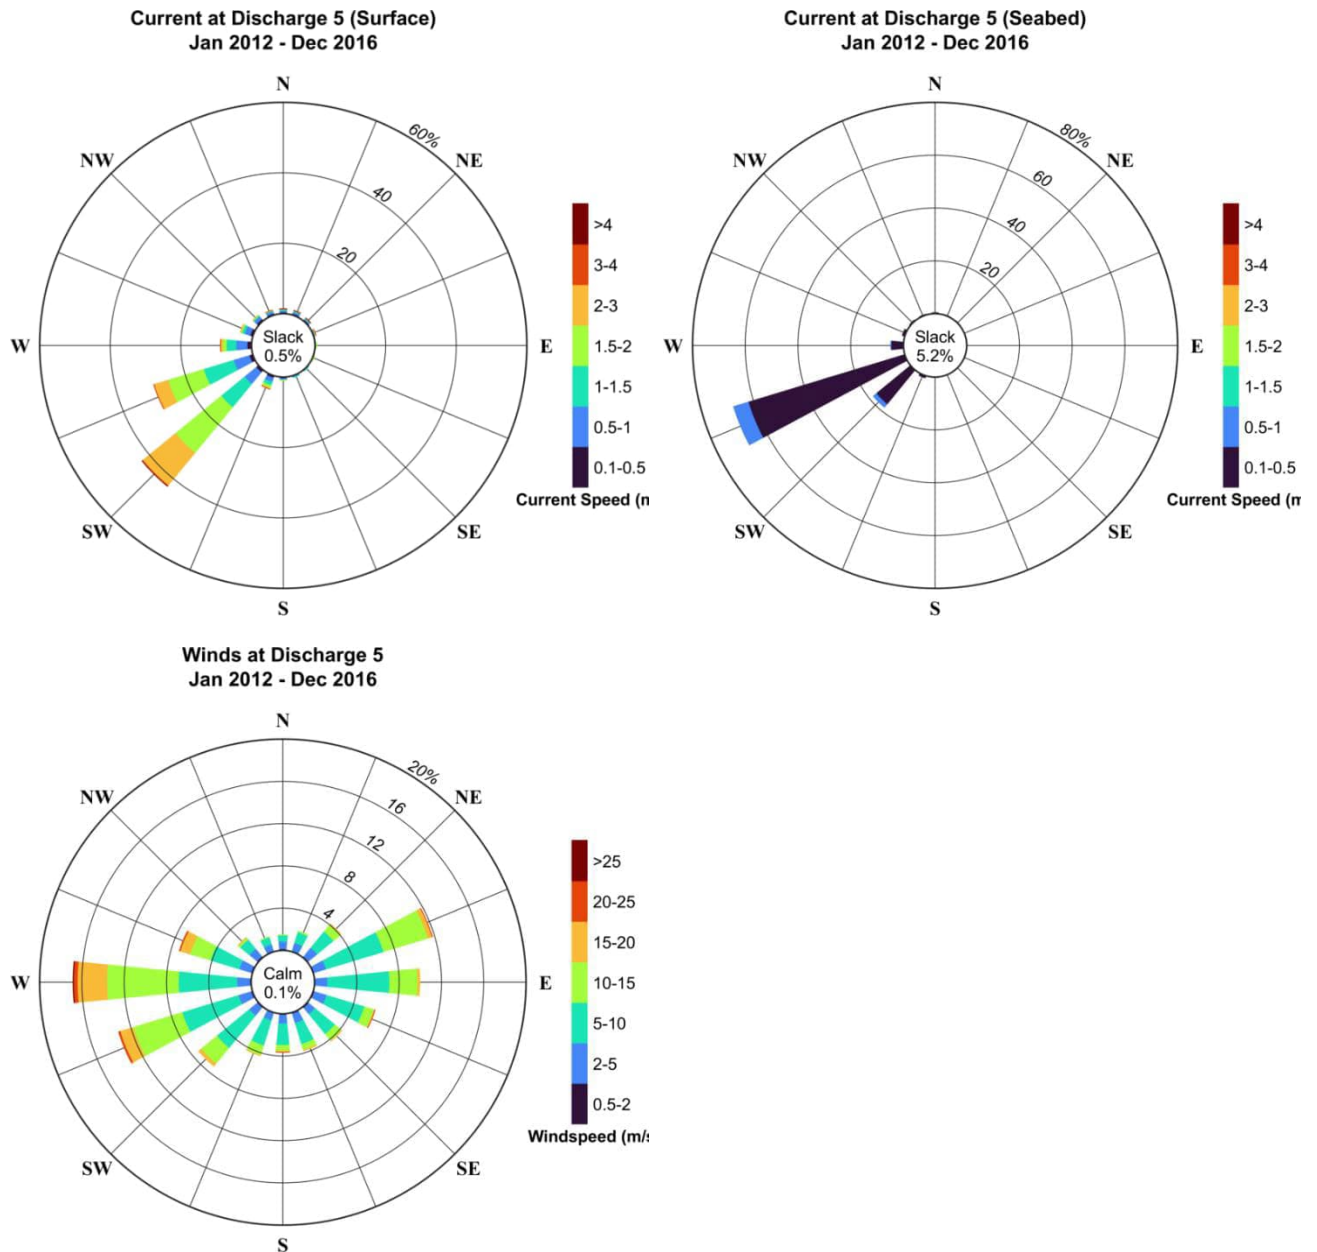 Current at Discharge 5 (Surface)
Jan 2012 - Dec 2016
N
NW
NE
60%
40
20
W
Slack
0.5%
E
SW
SE
S
>4
3-4
2-3
1.5-2
1-1.5
0.5-1
0.1-0.5
Current Speed (m
Current at Discharge 5 (Seabed)
Jan 2012 - Dec 2016
N
NW
NE
80%
60
40
20
W
Slack
5.2%
E
SW
SE
S
>4
3-4
2-3
1.5-2
1-1.5
0.5-1
0.1-0.5
Current Speed (m
Winds at Discharge 5
Jan 2012 - Dec 2016
N
NW
NE
20%
16
12
8
4
W
Calm
0.1%
E
SW
SE
S
>25
20-25
15-20
10-15
5-10
2-5
0.5-2
Windspeed (m/s